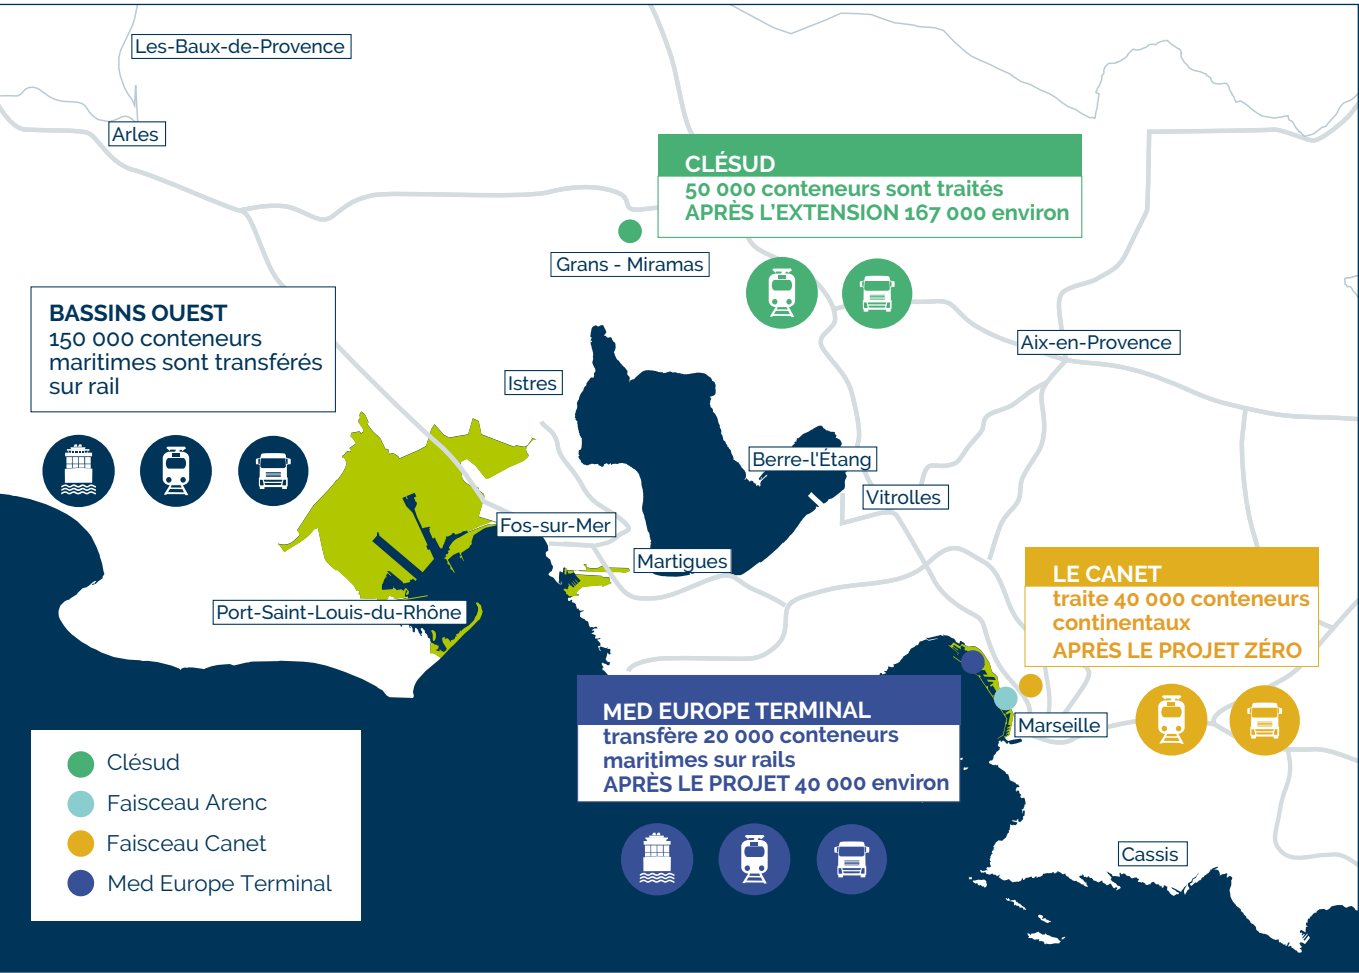 Les-Baux-de-Provence
Arles
CLÉSUD
50 000 conteneurs sont traités
APRÈS L'EXTENSION 167 000 environ
Grans - Miramas
BASSINS OUEST
150 000 conteneurs
maritimes sont transférés
sur rail
Aix-en-Provence
Istres
Berre-l'Étang
Vitrolles
Fos-sur-Mer
Martigues
Port-Saint-Louis-du-Rhône
LE CANET
traite 40 000 conteneurs
continentaux
APRÈS LE PROJET ZÉRO
MED EUROPE TERMINAL
transfère 20 000 conteneurs
maritimes sur rails
APRÈS LE PROJET 40 000 environ
Marseille
Cassis
Clésud
Faisceau Arenc
Faisceau Canet
Med Europe Terminal